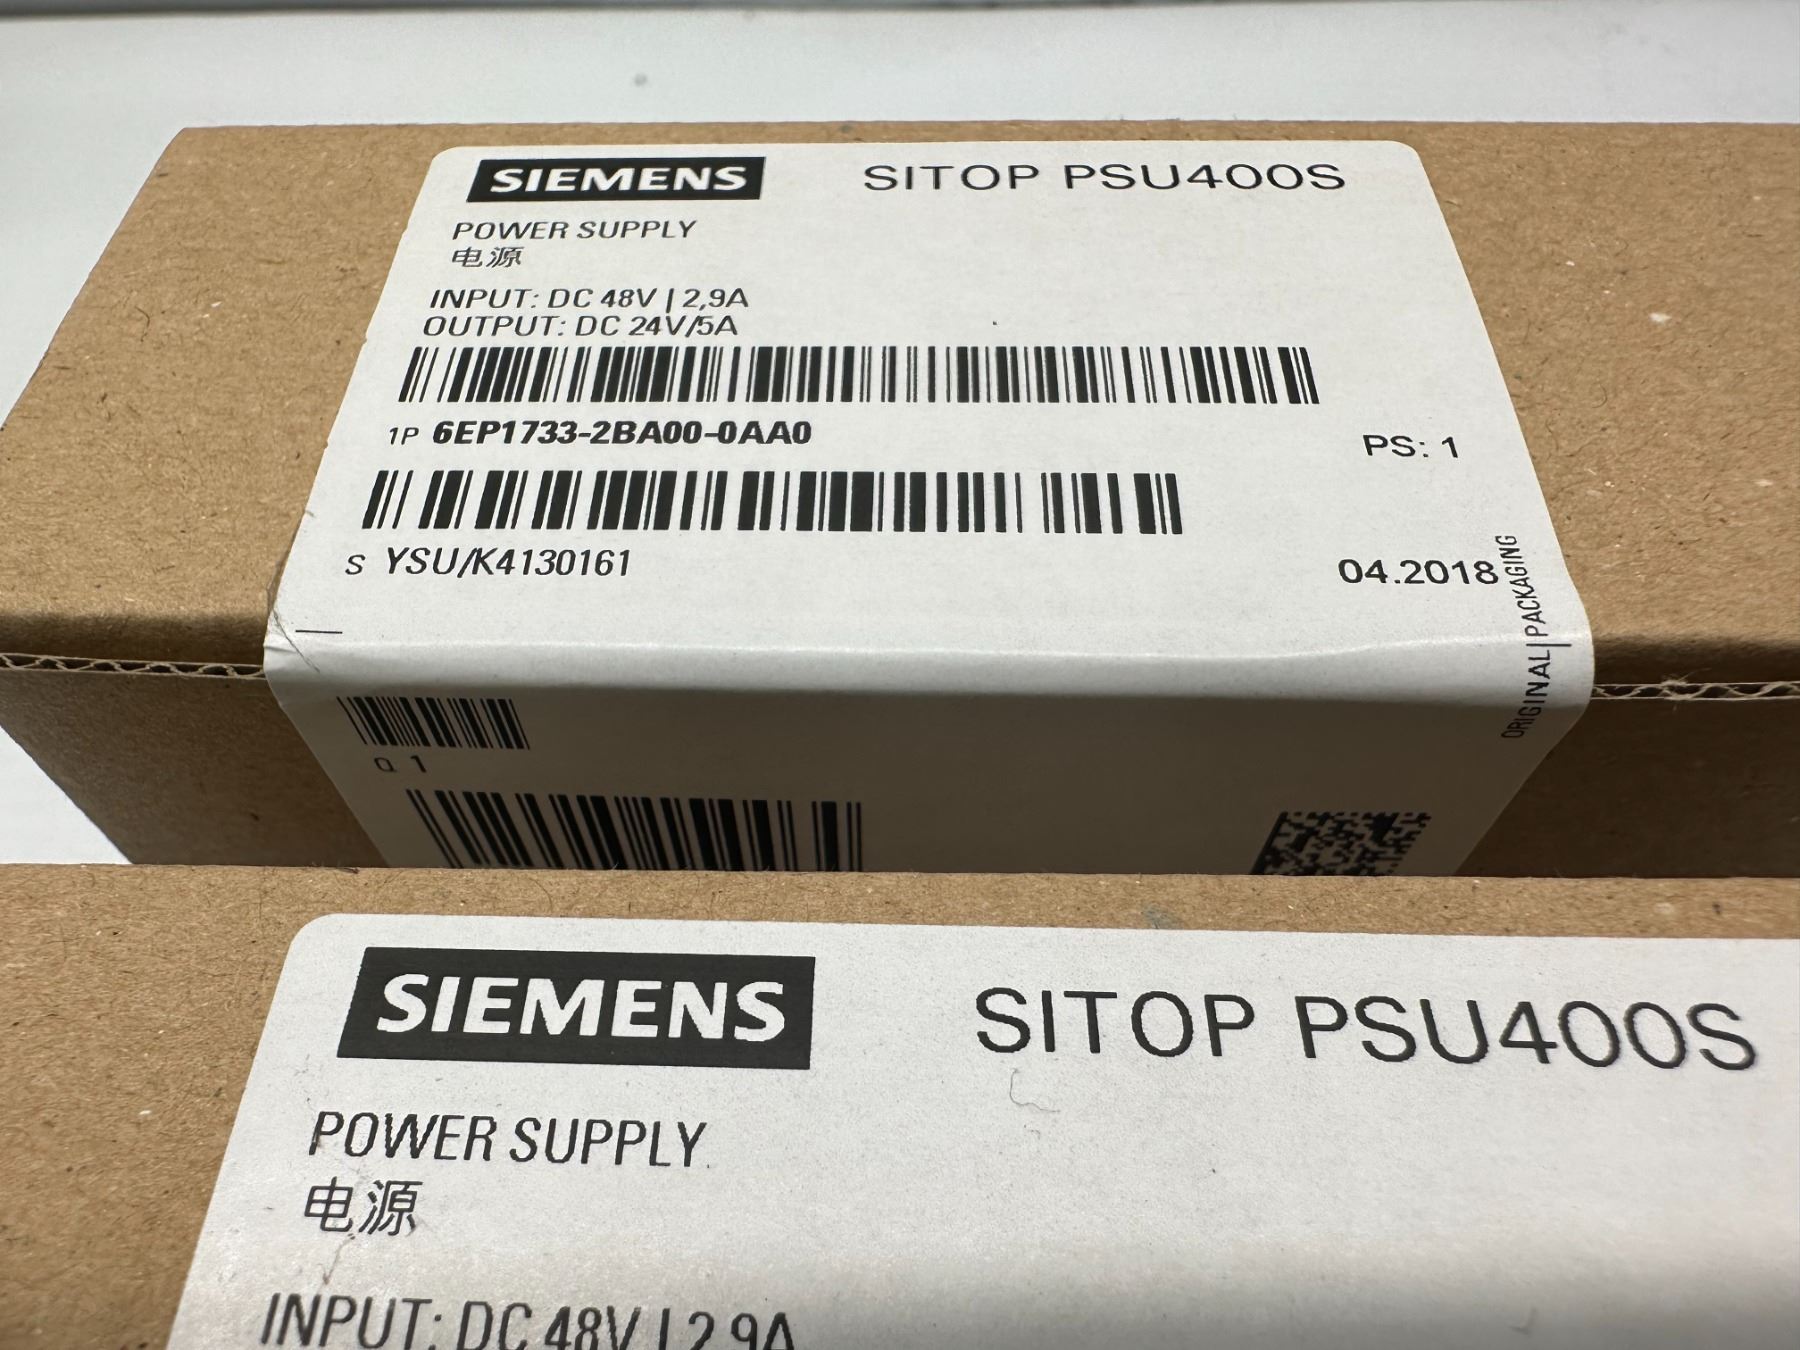 SIEMENS SITOP PSU400S
POWER SUPPLY
电源
INPUT: DC 48V | 2,9A
OUTPUT: DC 24V/5A
1P 6EP1733-2BA00-0AA0
PS: 1
S YSU/K4130161
04.2018
ORIGINAL PACKAGING
Q 1
SIEMENS SITOP PSU400S
POWER SUPPLY
电源
INPUT: DC 48V | 2,9A